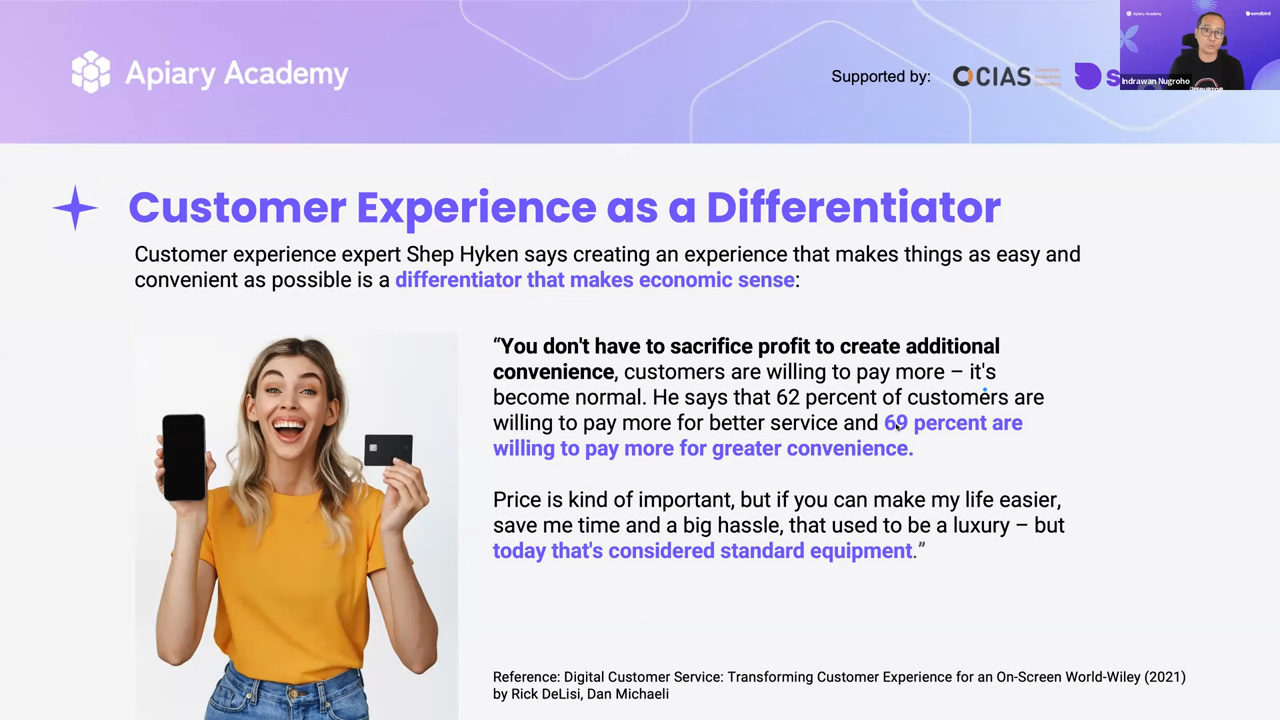 Apiary Academy
Supported by:
CIAS
Apiary Academy
sendbird
Indrawan Nugroho
Customer Experience as a Differentiator
Customer experience expert Shep Hyken says creating an experience that makes things as easy and
convenient as possible is a differentiator that makes economic sense:
“You don't have to sacrifice profit to create additional
convenience, customers are willing to pay more – it's
become normal. He says that 62 percent of customers are
willing to pay more for better service and 69 percent are
willing to pay more for greater convenience.
Price is kind of important, but if you can make my life easier,
save me time and a big hassle, that used to be a luxury – but
today that's considered standard equipment.”
Reference: Digital Customer Service: Transforming Customer Experience for an On-Screen World-Wiley (2021)
by Rick DeLisi, Dan Michaeli